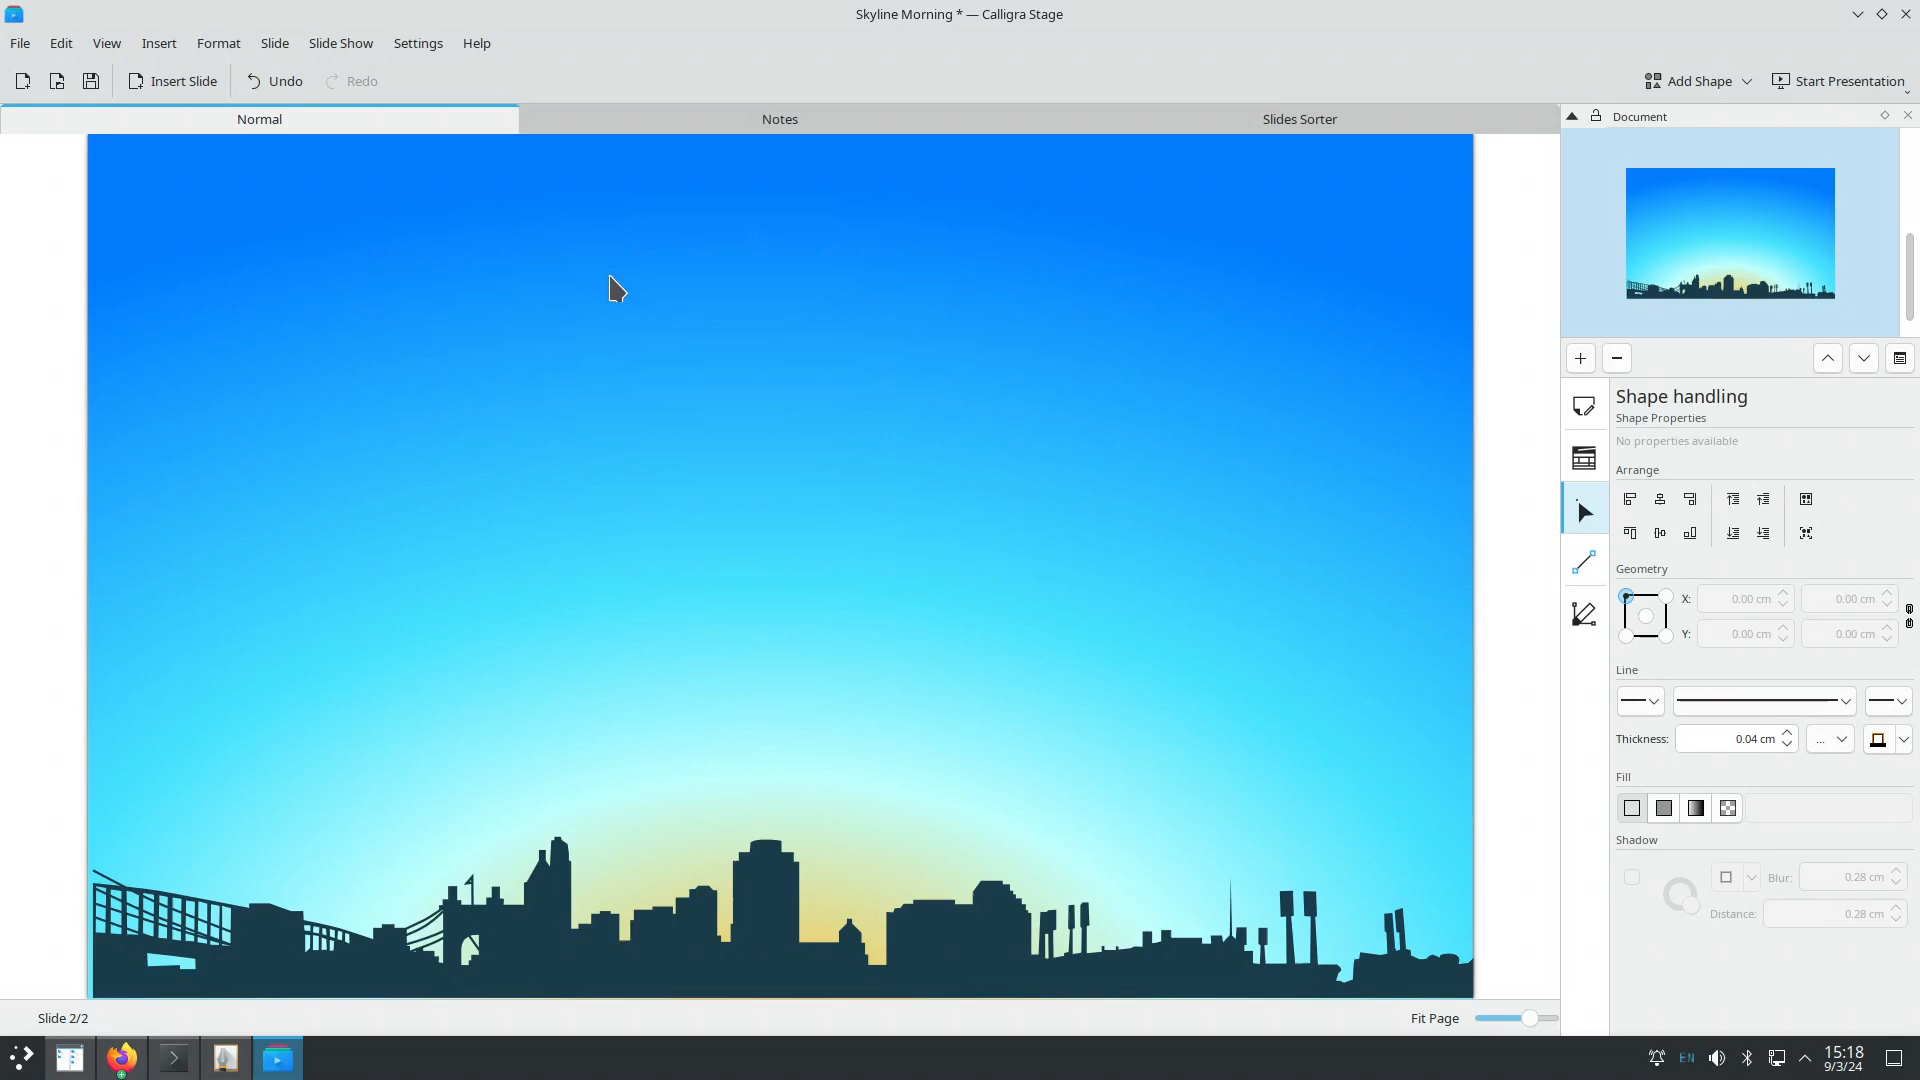 Skyline Morning * — Calligra Stage
File Edit View Insert Format Slide Slide Show Settings Help
Insert Slide Undo Redo Add Shape Start Presentation
Normal Notes Slides Sorter
Document
Shape handling
Shape Properties
No properties available
Arrange
Geometry
X: 0.00 cm 0.00 cm
Y: 0.00 cm 0.00 cm
Line
Thickness: 0.04 cm ...
Fill
Shadow
Blur: 0.28 cm
Distance: 0.28 cm
Slide 2/2 Fit Page
EN 15:18
9/3/24